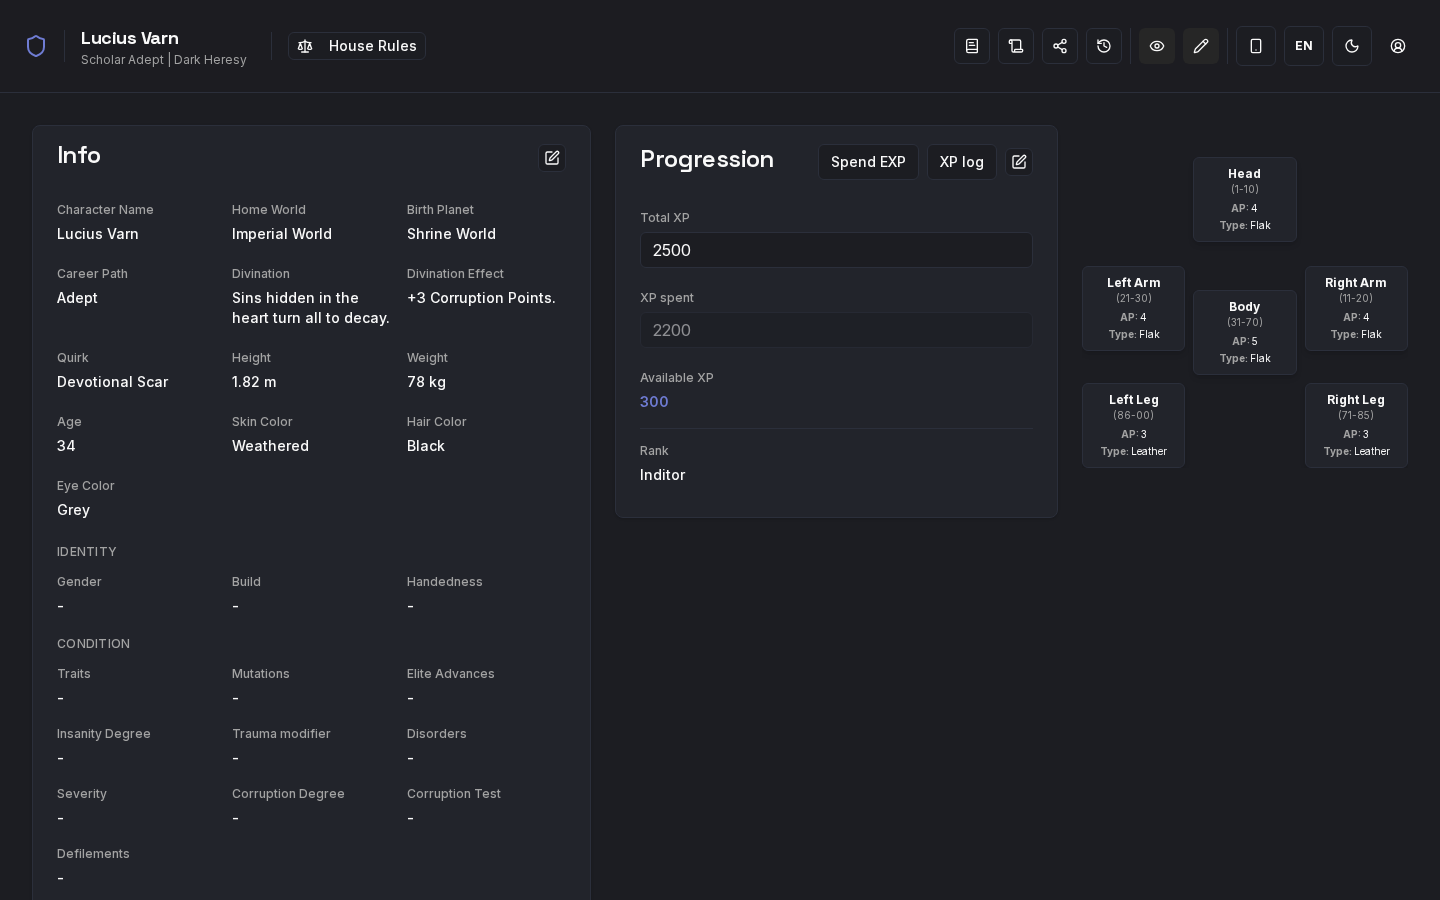 Lucius Varn
Scholar Adept | Dark Heresy
House Rules
EN
Info
Character Name
Lucius Varn
Home World
Imperial World
Birth Planet
Shrine World
Career Path
Adept
Divination
Sins hidden in the
heart turn all to decay.
Divination Effect
+3 Corruption Points.
Quirk
Devotional Scar
Height
1.82 m
Weight
78 kg
Age
34
Skin Color
Weathered
Hair Color
Black
Eye Color
Grey
IDENTITY
Gender
-
Build
-
Handedness
-
CONDITION
Traits
-
Mutations
-
Elite Advances
-
Insanity Degree
-
Trauma modifier
-
Disorders
-
Severity
-
Corruption Degree
-
Corruption Test
-
Defilements
-
Progression
Spend EXP
XP log
Total XP
2500
XP spent
2200
Available XP
300
Rank
Inditor
Head
(1-10)
AP: 4
Type: Flak
Left Arm
(21-30)
AP: 4
Type: Flak
Body
(31-70)
AP: 5
Type: Flak
Right Arm
(11-20)
AP: 4
Type: Flak
Left Leg
(86-00)
AP: 3
Type: Leather
Right Leg
(71-85)
AP: 3
Type: Leather